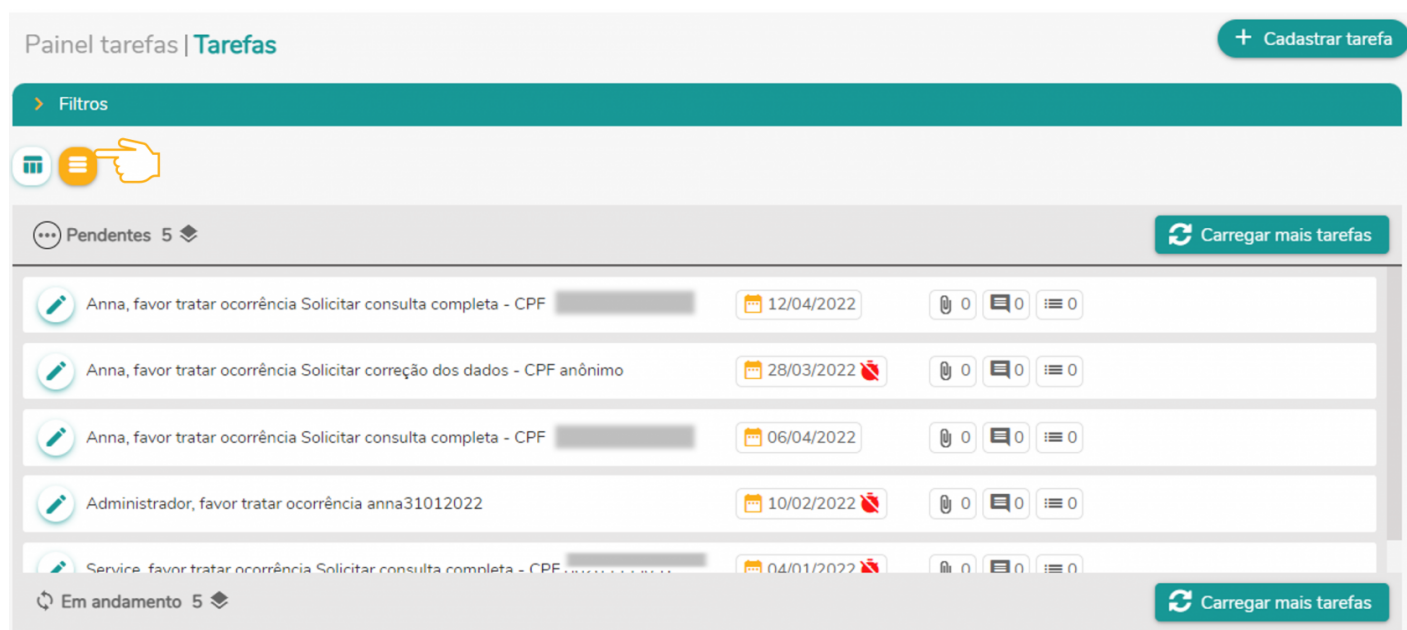 Painel tarefas | Tarefas
+ Cadastrar tarefa
Filtros
Pendentes 5
Carregar mais tarefas
Anna, favor tratar ocorrência Solicitar consulta completa - CPF 12/04/2022 0 0 0
Anna, favor tratar ocorrência Solicitar correção dos dados - CPF anônimo 28/03/2022 0 0 0
Anna, favor tratar ocorrência Solicitar consulta completa - CPF 06/04/2022 0 0 0
Administrador, favor tratar ocorrência anna31012022 10/02/2022 0 0 0
Service, favor tratar ocorrência Solicitar consulta completa - CPF 04/01/2022 0 0 0
Em andamento 5
Carregar mais tarefas